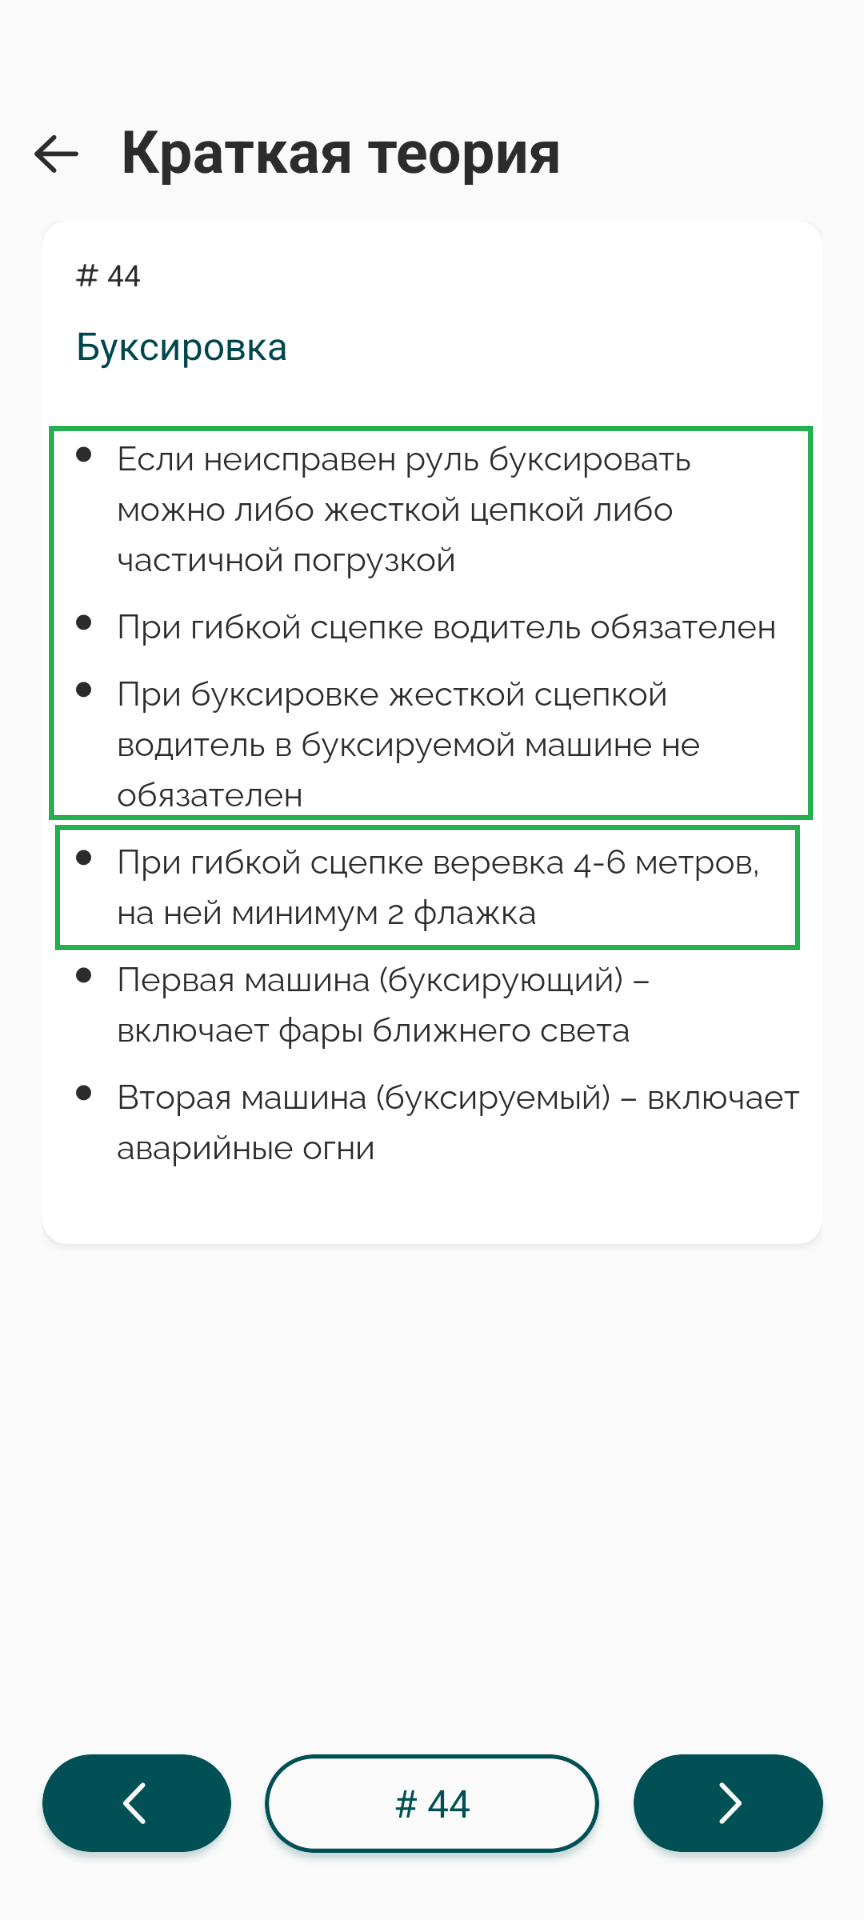 Краткая теория
# 44
Буксировка
Если неисправен руль буксировать
можно либо жесткой цепкой либо
частичной погрузкой
При гибкой сцепке водитель обязателен
При буксировке жесткой сцепкой
водитель в буксируемой машине не
обязателен
При гибкой сцепке веревка 4-6 метров,
на ней минимум 2 флажка
Первая машина (буксирующий) –
включает фары ближнего света
Вторая машина (буксируемый) – включает
аварийные огни
# 44